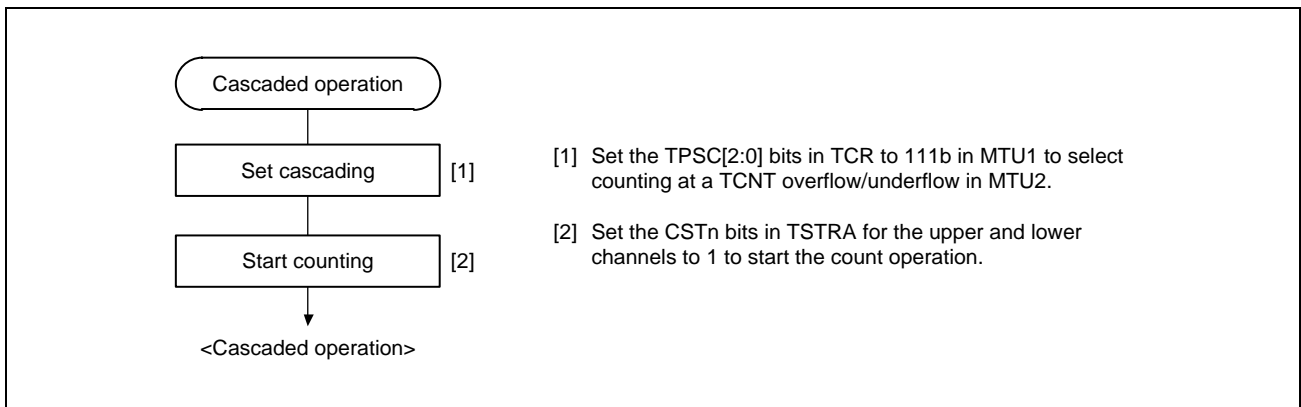 Cascaded operation
Set cascading
[1]
[1] Set the TPSC[2:0] bits in TCR to 111b in MTU1 to select
counting at a TCNT overflow/underflow in MTU2.
Start counting
[2]
[2] Set the CSTn bits in TSTRA for the upper and lower
channels to 1 to start the count operation.
<Cascaded operation>